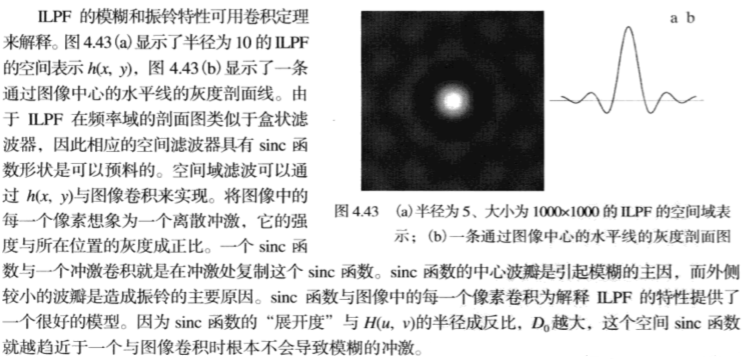 ILPF 的模糊和振铃特性可用卷积定理
来解释。图 4.43(a)显示了半径为 10 的 ILPF
的空间表示 h(x, y)，图 4.43(b)显示了一条
通过图像中心的水平线的灰度剖面线。由
于 ILPF 在频率域的剖面图类似于盒状滤
波器，因此相应的空间滤波器具有 sinc 函
数形状是可以预料的。空间域滤波可以通
过 h(x, y)与图像卷积来实现。将图像中的
每一个像素想象为一个离散冲激，它的强
度与所在位置的灰度成正比。一个 sinc 函
a b
图 4.43 (a)半径为 5、大小为 1000×1000 的 ILPF 的空间域表
示；(b)一条通过图像中心的水平线的灰度剖面图
数与一个冲激卷积就是在冲激处复制这个 sinc 函数。sinc 函数的中心波瓣是引起模糊的主因，而外侧
较小的波瓣是造成振铃的主要原因。sinc 函数与图像中的每一个像素卷积为解释 ILPF 的特性提供了
一个很好的模型。因为 sinc 函数的“展开度”与 H(u, v)的半径成反比，D0 越大，这个空间 sinc 函数
就越趋近于一个与图像卷积时根本不会导致模糊的冲激。